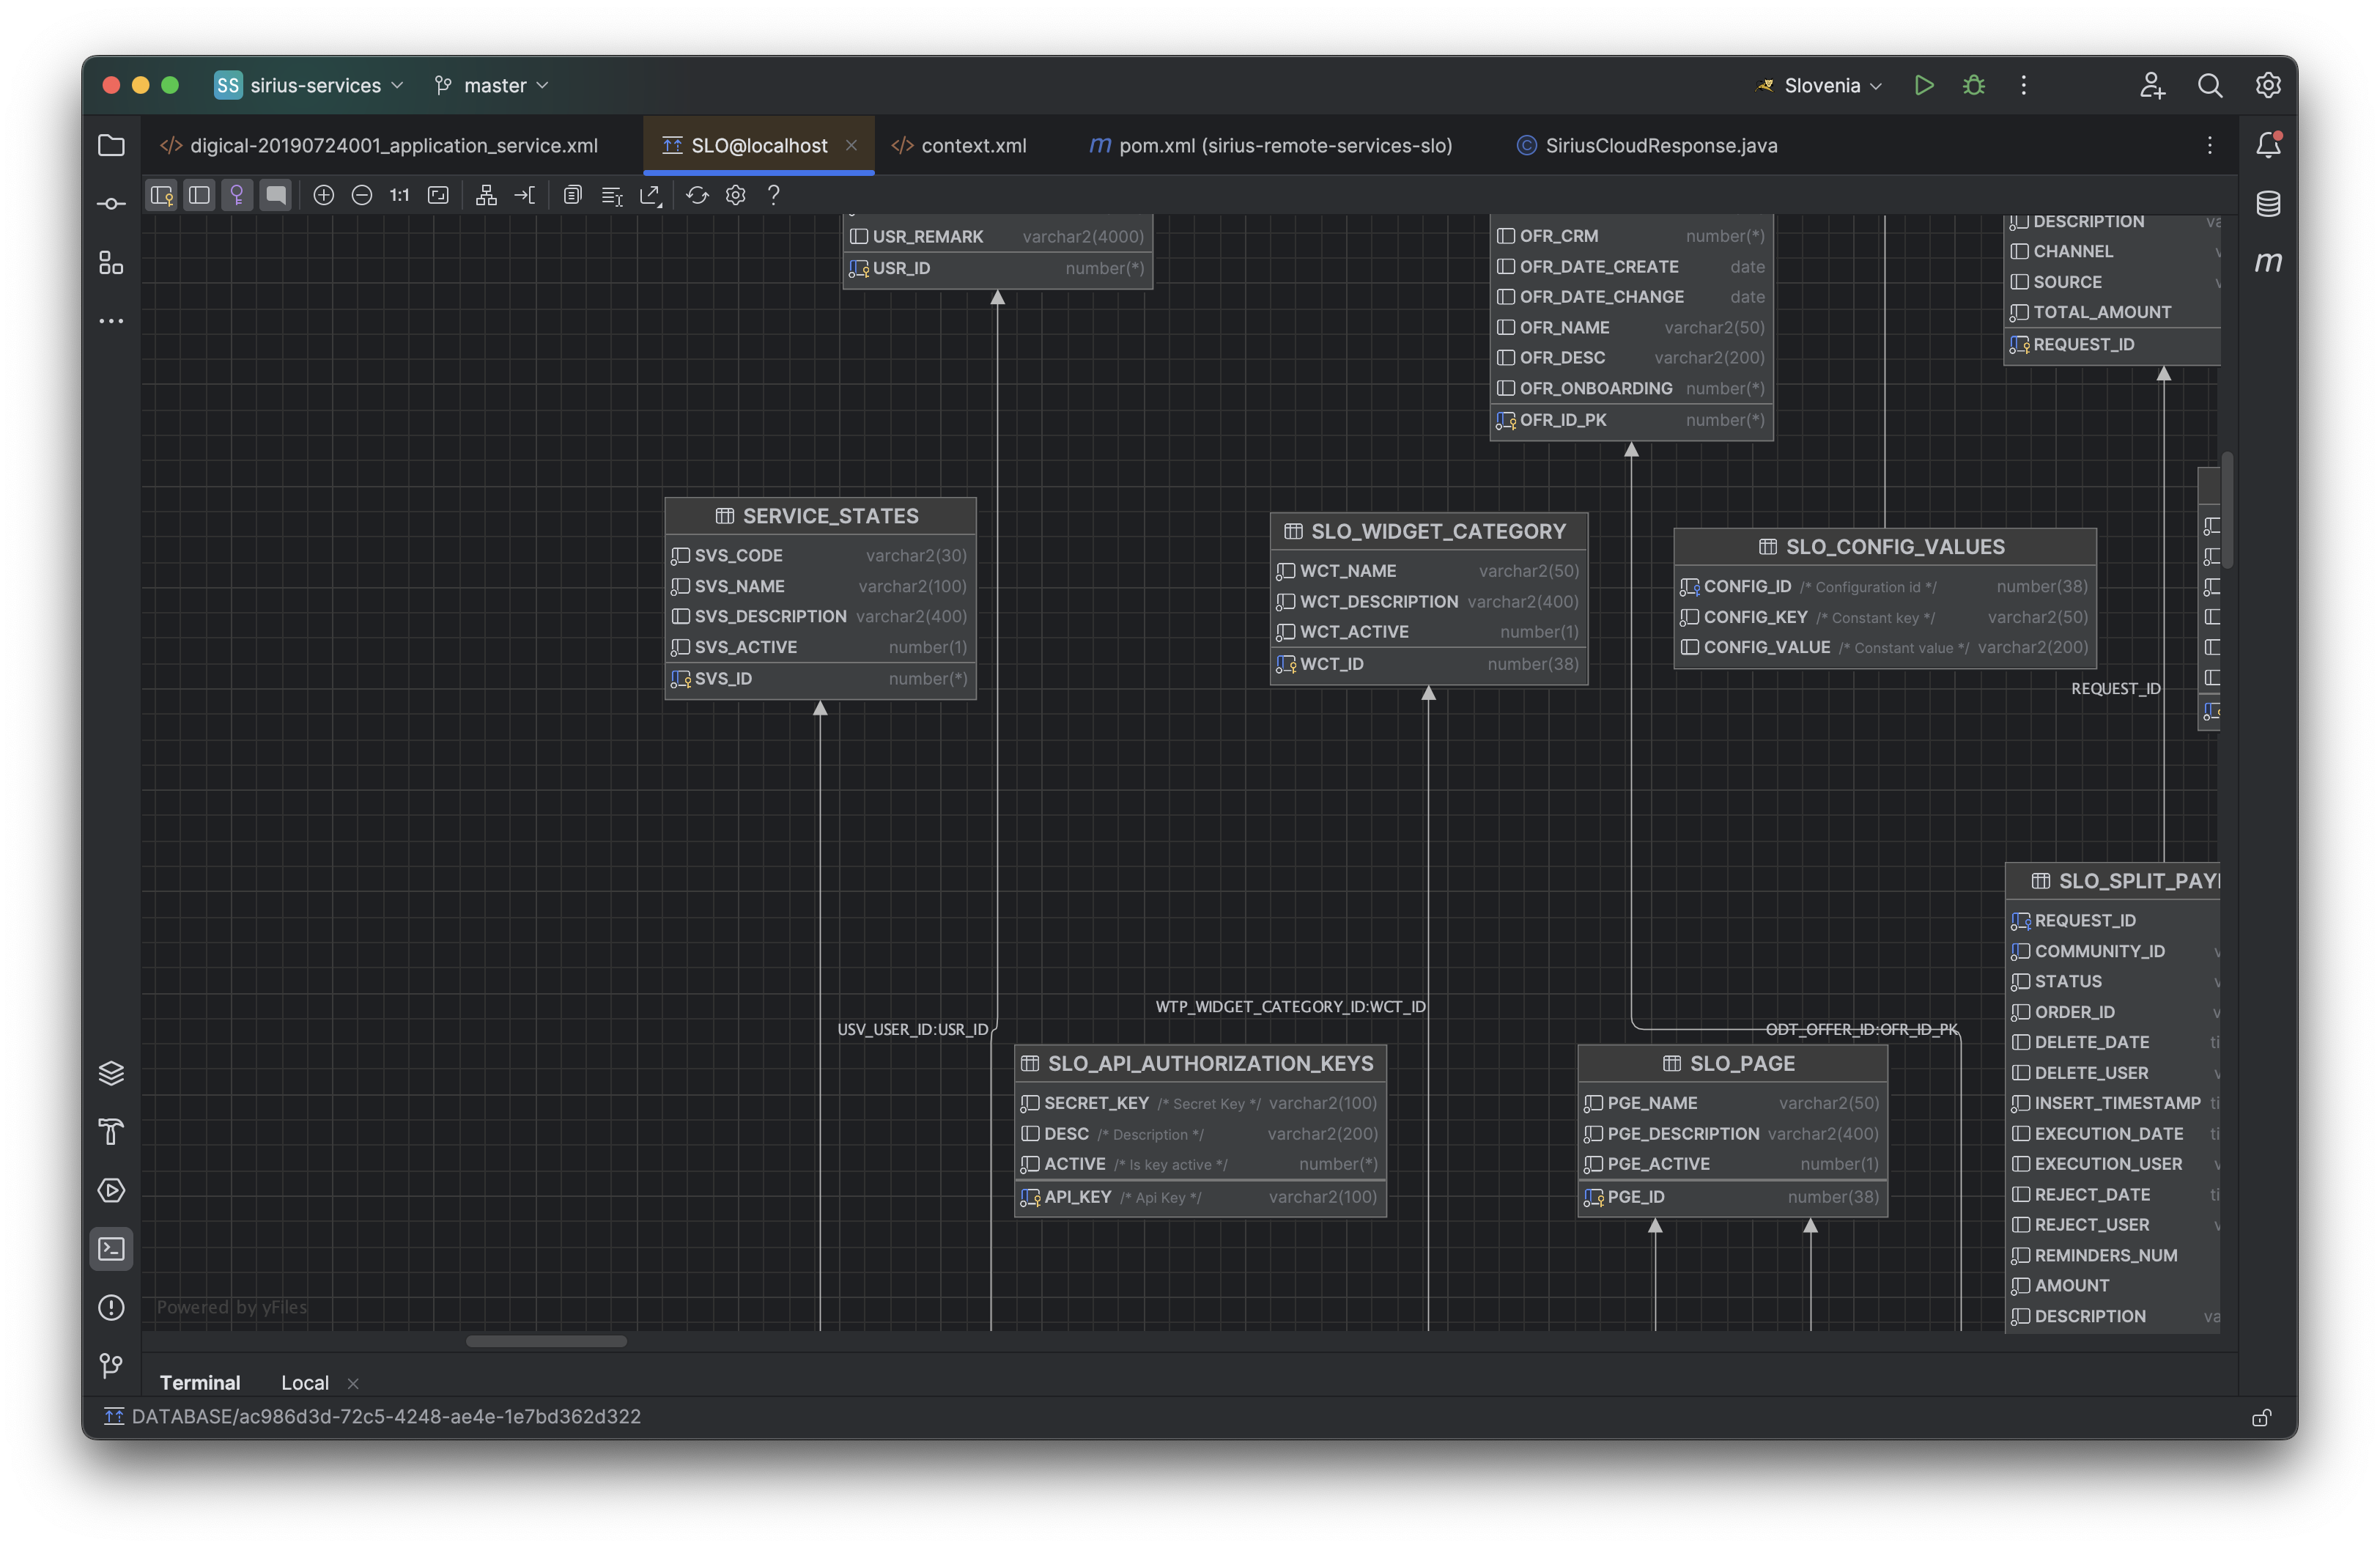 SS sirius-services master Slovenia
digical-20190724001_application_service.xml SLO@localhost context.xml pom.xml (sirius-remote-services-slo) SiriusCloudResponse.java
1:1 ?
USR_REMARK varchar2(4000)
USR_ID number(*)
OFR_CRM number(*)
OFR_DATE_CREATE date
OFR_DATE_CHANGE date
OFR_NAME varchar2(50)
OFR_DESC varchar2(200)
OFR_ONBOARDING number(*)
OFR_ID_PK number(*)
DESCRIPTION
CHANNEL
SOURCE
TOTAL_AMOUNT
REQUEST_ID
SERVICE_STATES
SVS_CODE varchar2(30)
SVS_NAME varchar2(100)
SVS_DESCRIPTION varchar2(400)
SVS_ACTIVE number(1)
SVS_ID number(*)
SLO_WIDGET_CATEGORY
WCT_NAME varchar2(50)
WCT_DESCRIPTION varchar2(400)
WCT_ACTIVE number(1)
WCT_ID number(38)
SLO_CONFIG_VALUES
CONFIG_ID /* Configuration id */ number(38)
CONFIG_KEY /* Constant key */ varchar2(50)
CONFIG_VALUE /* Constant value */ varchar2(200)
REQUEST_ID
WTP_WIDGET_CATEGORY_ID:WCT_ID
USV_USER_ID:USR_ID
ODT_OFFER_ID:OFR_ID_PK
SLO_API_AUTHORIZATION_KEYS
SECRET_KEY /* Secret Key */ varchar2(100)
DESC /* Description */ varchar2(200)
ACTIVE /* Is key active */ number(*)
API_KEY /* Api Key */ varchar2(100)
SLO_PAGE
PGE_NAME varchar2(50)
PGE_DESCRIPTION varchar2(400)
PGE_ACTIVE number(1)
PGE_ID number(38)
SLO_SPLIT_PAY
REQUEST_ID
COMMUNITY_ID
STATUS
ORDER_ID
DELETE_DATE
DELETE_USER
INSERT_TIMESTAMP
EXECUTION_DATE
EXECUTION_USER
REJECT_DATE
REJECT_USER
REMINDERS_NUM
AMOUNT
DESCRIPTION
Powered by yFiles
Terminal Local
DATABASE/ac986d3d-72c5-4248-ae4e-1e7bd362d322